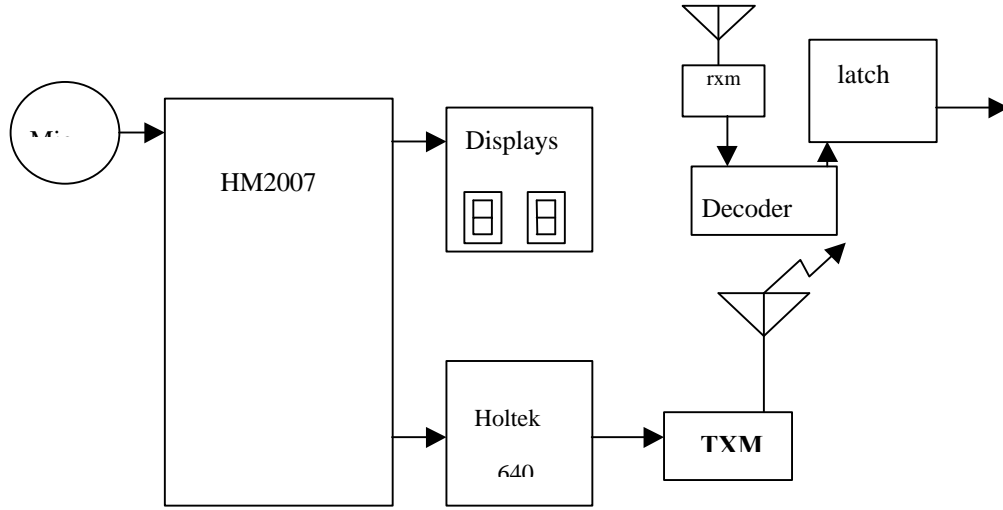 rxm
latch
Displays
HM2007
Decoder
Holtek
640
TXM